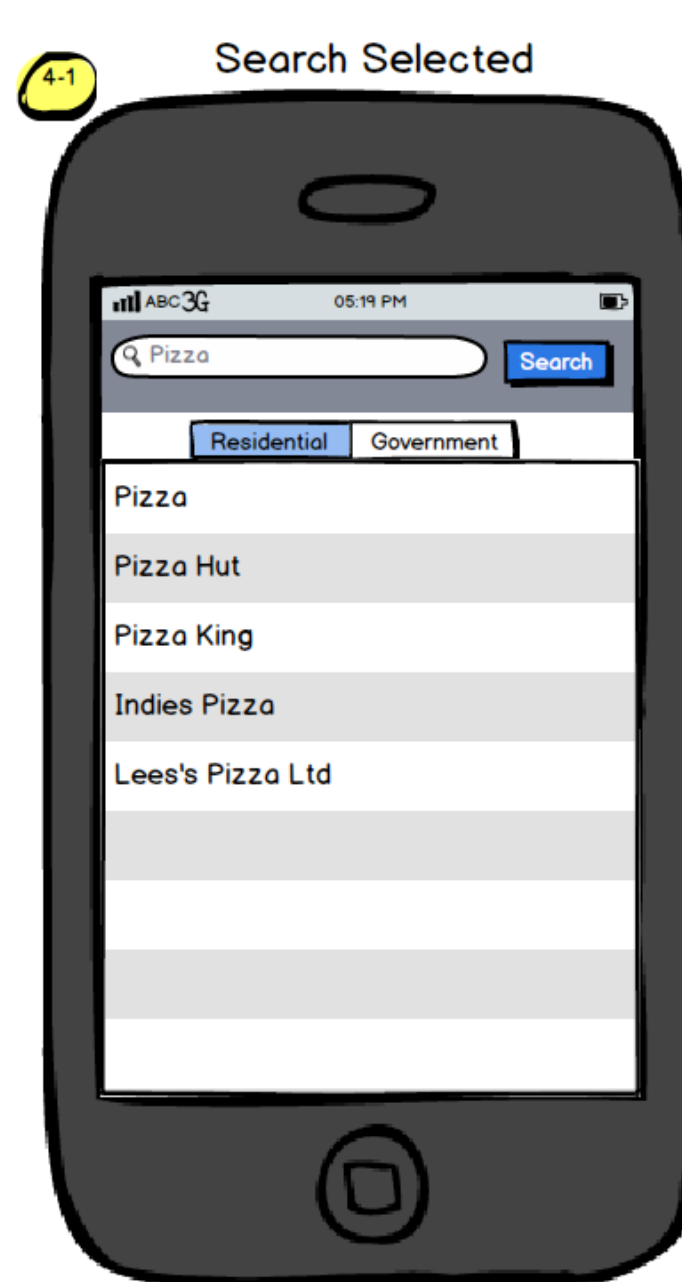 4-1
Search Selected
ABC 3G 05:19 PM
Pizza Search
Residential Government
Pizza
Pizza Hut
Pizza King
Indies Pizza
Lees's Pizza Ltd